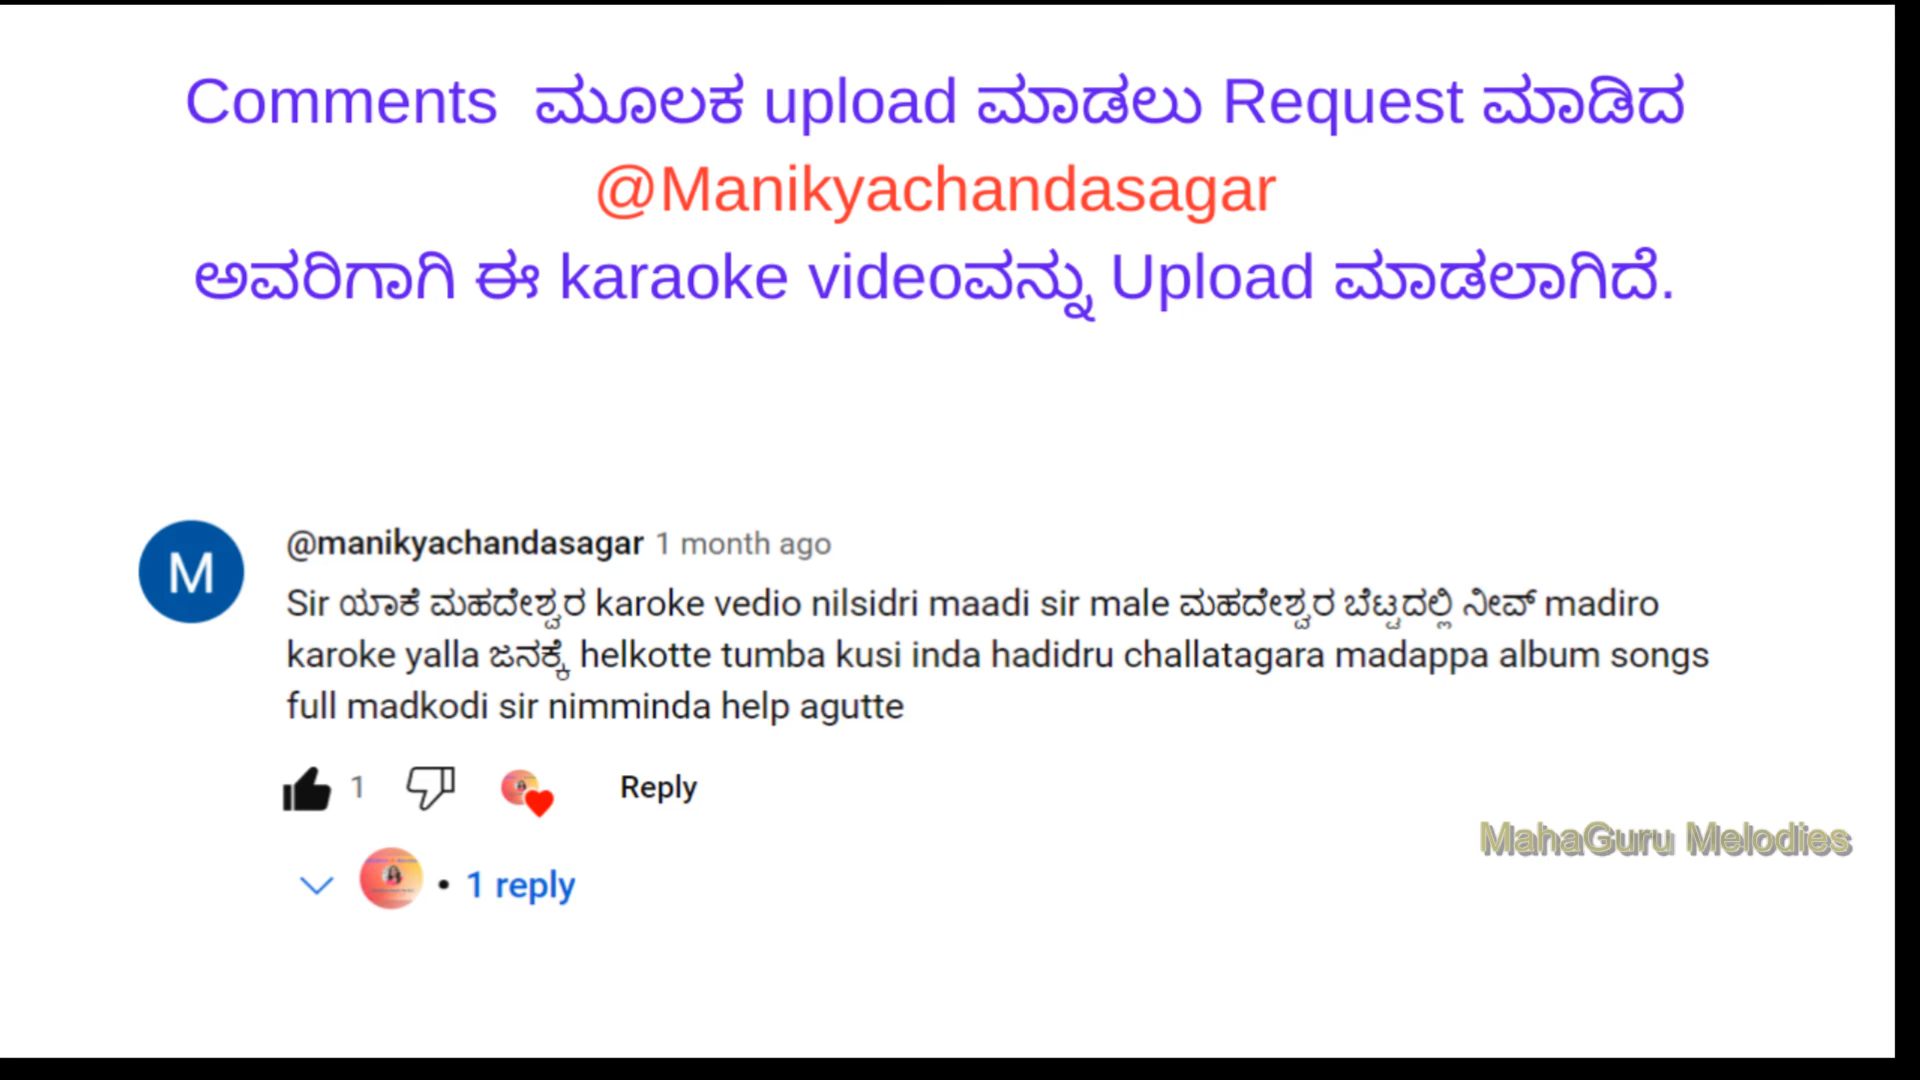 Comments ಮೂಲಕ upload ಮಾಡಲು Request ಮಾಡಿದ
@Manikyachandasagar
ಅವರಿಗಾಗಿ ಈ karaoke videoವನ್ನು Upload ಮಾಡಲಾಗಿದೆ.
M
@manikyachandasagar 1 month ago
Sir ಯಾಕೆ ಮಹದೇಶ್ವರ karoke vedio nilsidri maadi sir male ಮಹದೇಶ್ವರ ಬೆಟ್ಟದಲ್ಲಿ ನೀವ್ madiro
karoke yalla ಜನಕ್ಕೆ helkotte tumba kusi inda hadidru challatagara madappa album songs
full madkodi sir nimminda help agutte
1 Reply
MahaGuru Melodies
• 1 reply